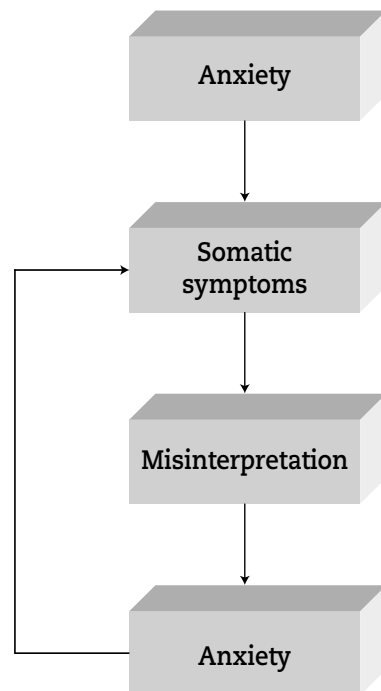 Anxiety
Somatic
symptoms
Misinterpretation
Anxiety